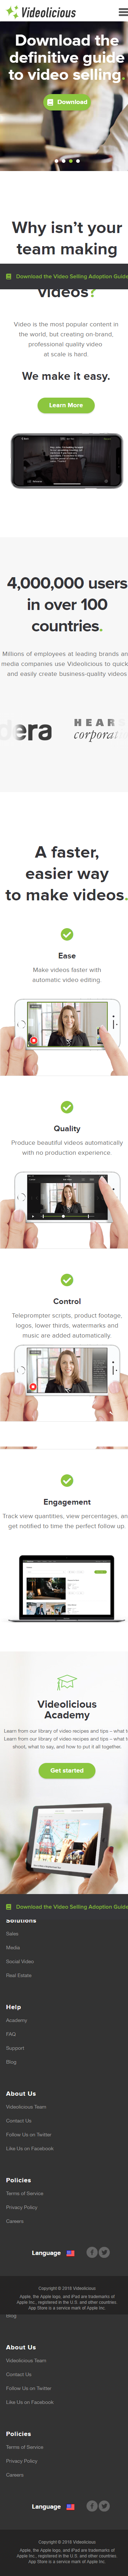 Videolicious
Download the
definitive guide
to video selling.
Download
Why isn't your
team making
Download the Video Selling Adoption Guide
videos?
Video is the most popular content in
the world, but creating on-brand,
professional quality video
at scale is hard.
We make it easy.
Learn More
4,000,000 users
in over 100
countries.
Millions of employees at leading brands an
media companies use Videolicious to quick
and easily create business-quality videos
dera
HEARS
corporat
A faster,
easier way
to make videos.
Ease
Make videos faster with
automatic video editing.
Quality
Produce beautiful videos automatically
with no production experience.
Control
Teleprompter scripts, product footage,
logos, lower thirds, watermarks and
music are added automatically.
Engagement
Track view quantities, view percentages, an
get notified to time the perfect follow up.
Videolicious
Academy
Learn from our library of video recipes and tips – what t
Learn from our library of video recipes and tips – what t
shoot, what to say, and how to put it all together.
Get started
Download the Video Selling Adoption Guide
Solutions
Sales
Media
Social Video
Real Estate
Help
Academy
FAQ
Support
Blog
About Us
Videolicious Team
Contact Us
Follow Us on Twitter
Like Us on Facebook
Policies
Terms of Service
Privacy Policy
Careers
Language
Copyright © 2018 Videolicious
Apple, the Apple logo, and iPad are trademarks of
Apple Inc., registered in the U.S. and other countries.
App Store is a service mark of Apple Inc.
Blog
About Us
Videolicious Team
Contact Us
Follow Us on Twitter
Like Us on Facebook
Policies
Terms of Service
Privacy Policy
Careers
Language
Copyright © 2018 Videolicious
Apple, the Apple logo, and iPad are trademarks of
Apple Inc., registered in the U.S. and other countries.
App Store is a service mark of Apple Inc.